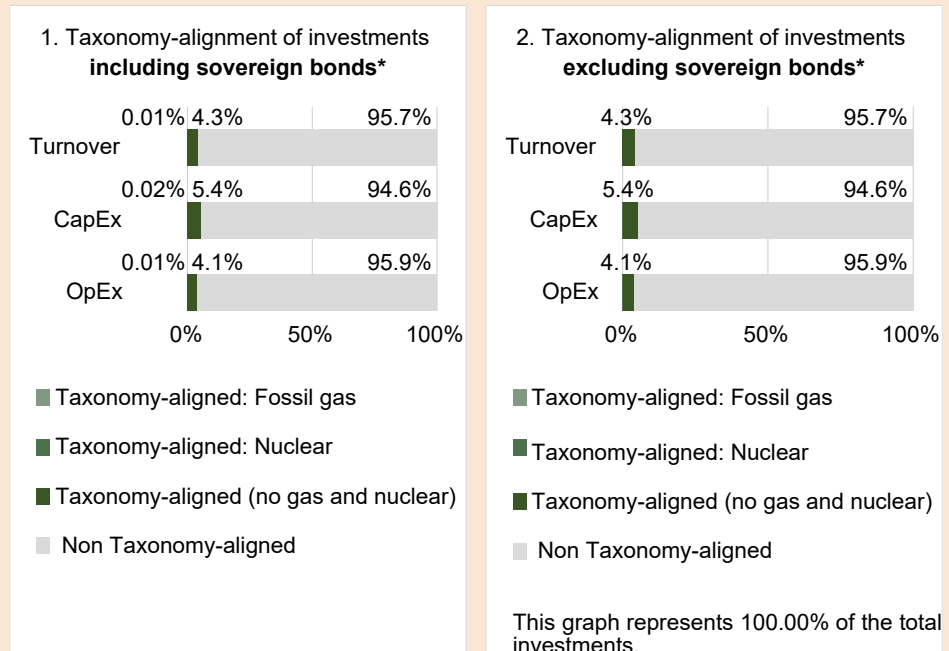 1. Taxonomy-alignment of investments
including sovereign bonds*
0.01% 4.3% 95.7%
Turnover
0.02% 5.4% 94.6%
CapEx
0.01% 4.1% 95.9%
OpEx
0% 50% 100%
Taxonomy-aligned: Fossil gas
Taxonomy-aligned: Nuclear
Taxonomy-aligned (no gas and nuclear)
Non Taxonomy-aligned
2. Taxonomy-alignment of investments
excluding sovereign bonds*
4.3% 95.7%
Turnover
5.4% 94.6%
CapEx
4.1% 95.9%
OpEx
0% 50% 100%
Taxonomy-aligned: Fossil gas
Taxonomy-aligned: Nuclear
Taxonomy-aligned (no gas and nuclear)
Non Taxonomy-aligned
This graph represents 100.00% of the total
investments.